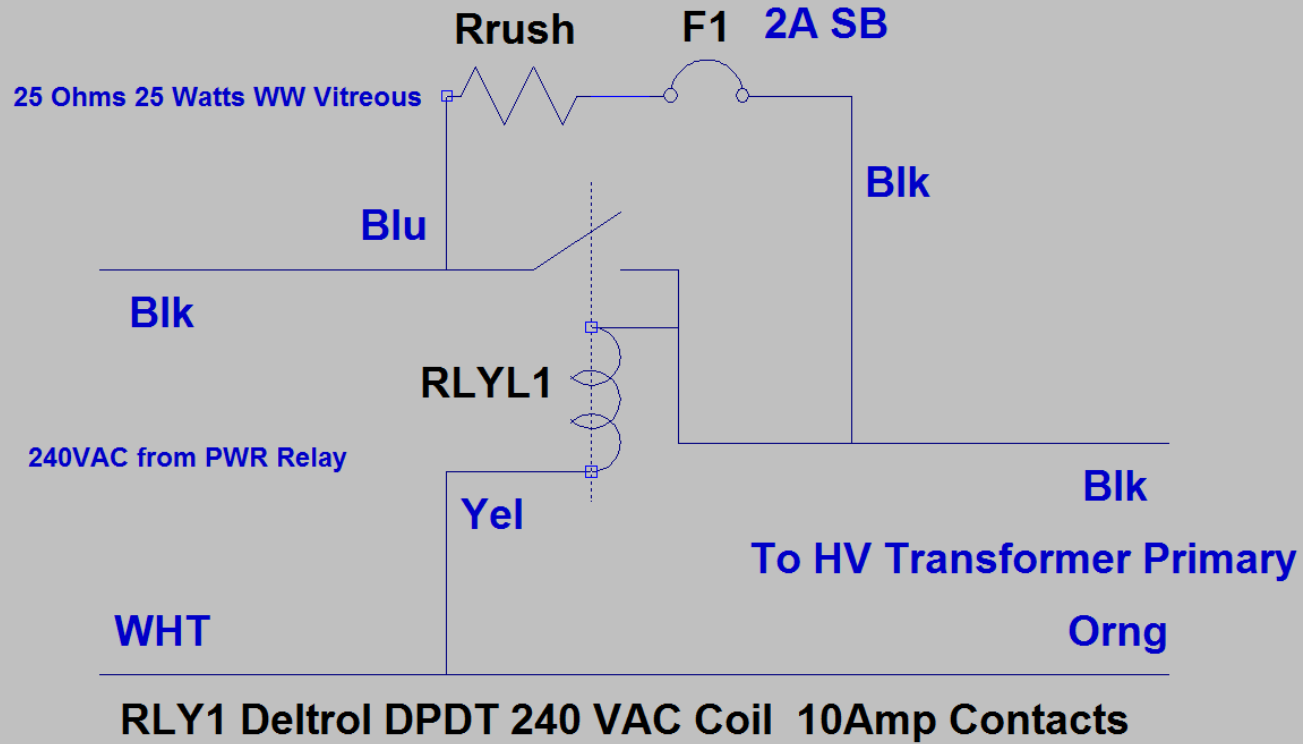 Rrush
F1
2A SB
25 Ohms 25 Watts WW Vitreous
Blk
Blu
Blk
RLYL1
240VAC from PWR Relay
Blk
Yel
To HV Transformer Primary
WHT
Orng
RLY1 Deltrol DPDT 240 VAC Coil 10Amp Contacts